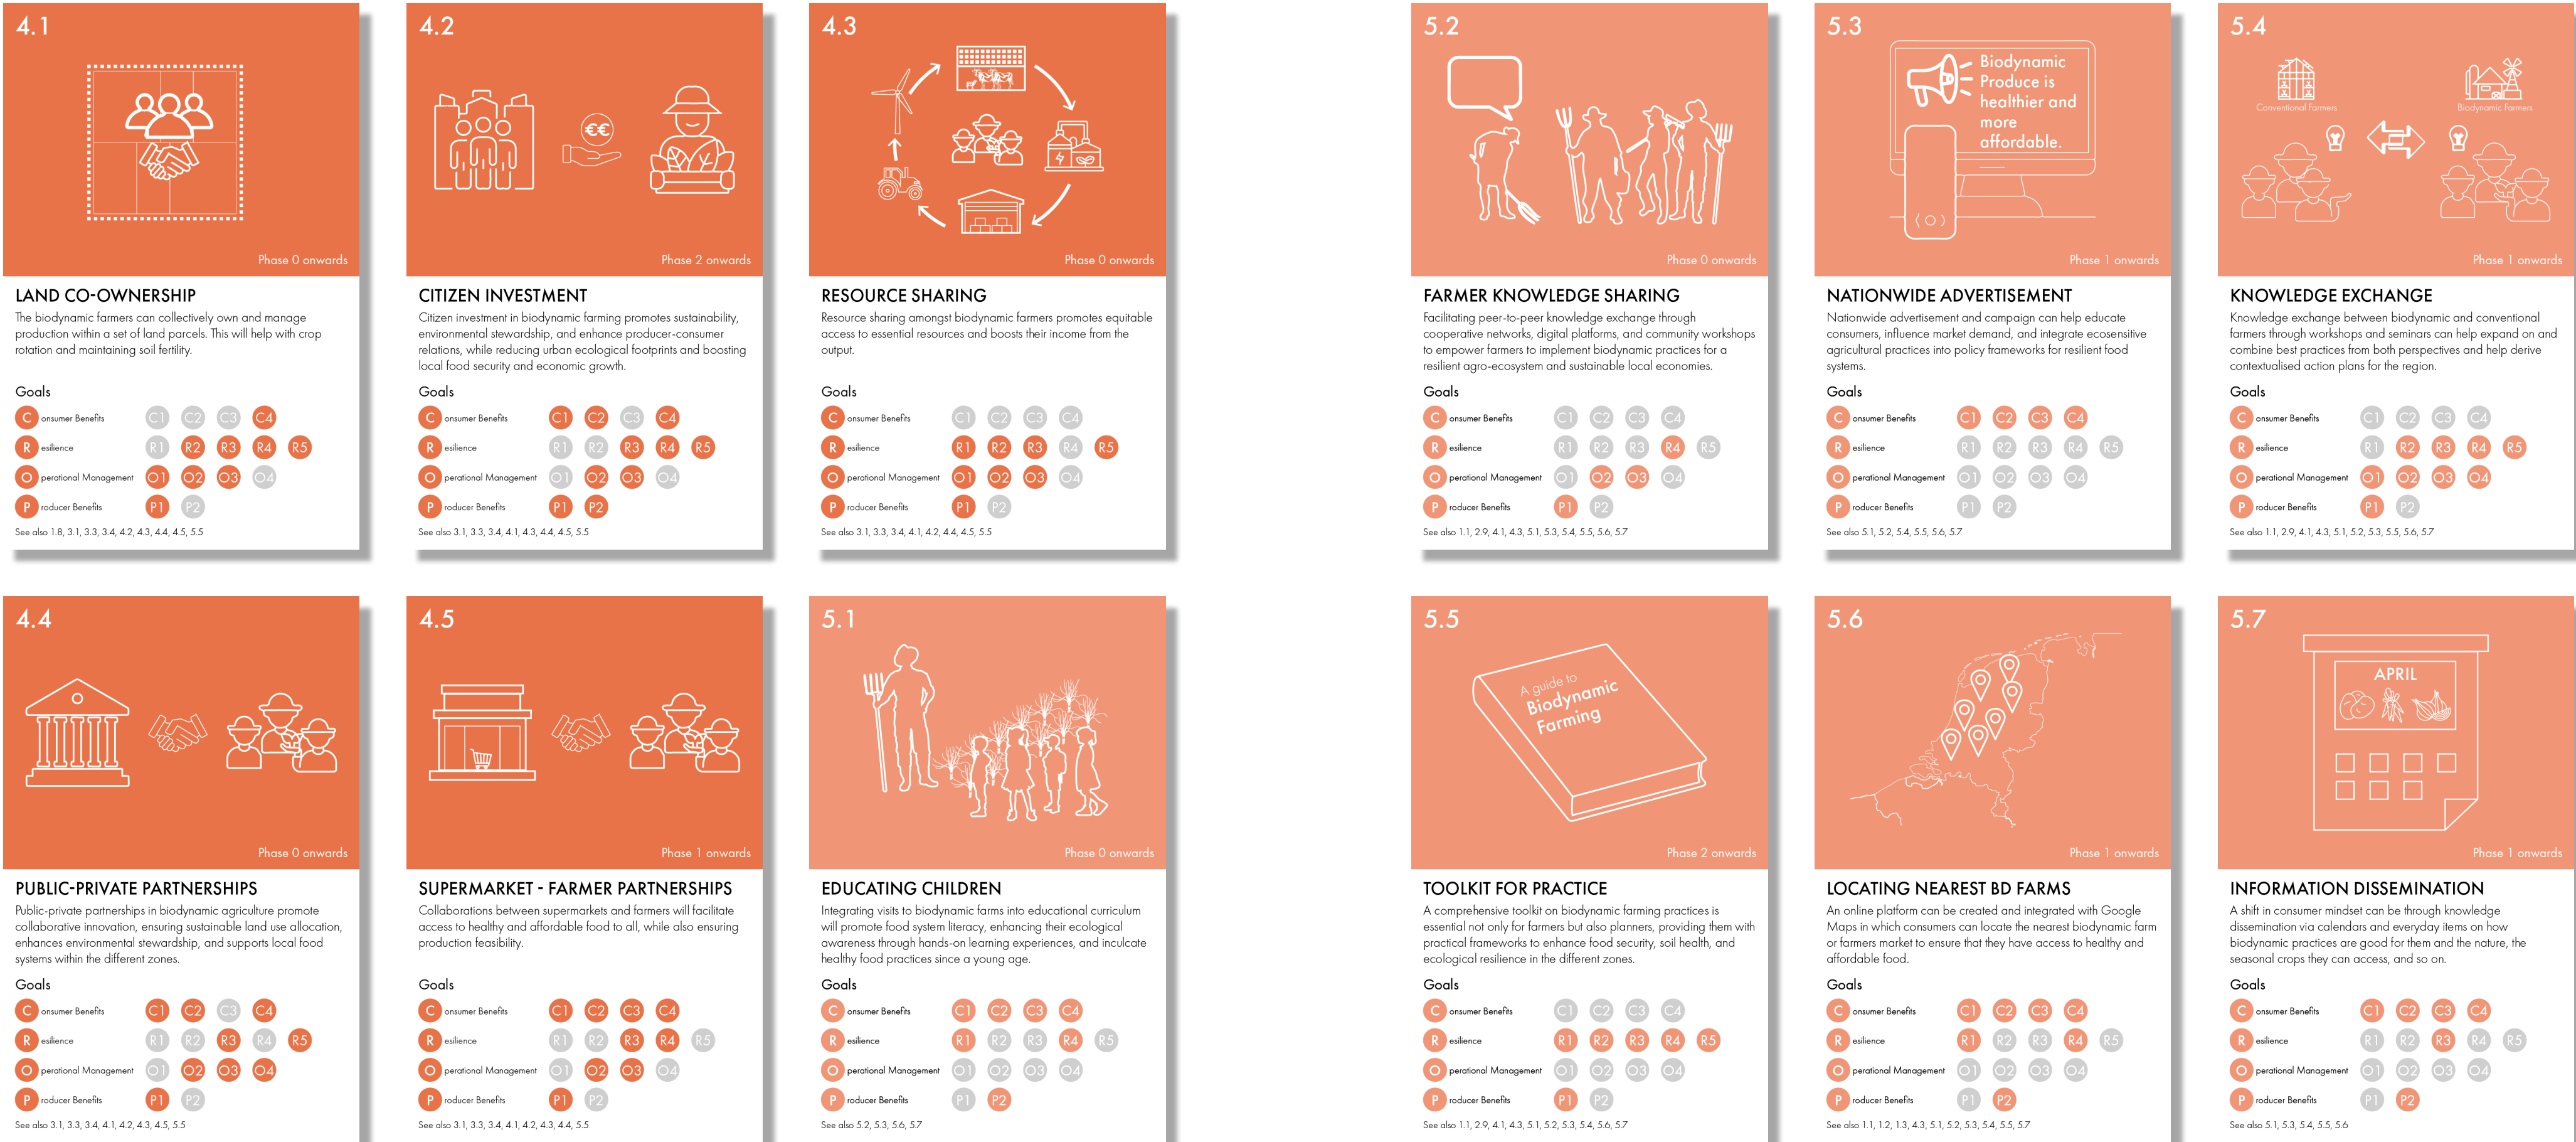 4.1
Phase 0 onwards
LAND CO-OWNERSHIP
The biodynamic farmers can collectively own and manage
production within a set of land parcels. This will help with crop
rotation and maintaining soil fertility.
Goals
C onsumer Benefits C1 C2 C3 C4
R esilience R1 R2 R3 R4 R5
O perational Management O1 O2 O3 O4
P roducer Benefits P1 P2
See also 1.8, 3.1, 3.3, 3.4, 4.2, 4.3, 4.4, 4.5, 5.5
4.2
€€
Phase 2 onwards
CITIZEN INVESTMENT
Citizen investment in biodynamic farming promotes sustainability,
environmental stewardship, and enhance producer-consumer
relations, while reducing urban ecological footprints and boosting
local food security and economic growth.
Goals
C onsumer Benefits C1 C2 C3 C4
R esilience R1 R2 R3 R4 R5
O perational Management O1 O2 O3 O4
P roducer Benefits P1 P2
See also 3.1, 3.3, 3.4, 4.1, 4.3, 4.4, 4.5, 5.5
4.3
Phase 0 onwards
RESOURCE SHARING
Resource sharing amongst biodynamic farmers promotes equitable
access to essential resources and boosts their income from the
output.
Goals
C onsumer Benefits C1 C2 C3 C4
R esilience R1 R2 R3 R4 R5
O perational Management O1 O2 O3 O4
P roducer Benefits P1 P2
See also 3.1, 3.3, 3.4, 4.1, 4.2, 4.4, 4.5, 5.5
5.2
Phase 0 onwards
FARMER KNOWLEDGE SHARING
Facilitating peer-to-peer knowledge exchange through
cooperative networks, digital platforms, and community workshops
to empower farmers to implement biodynamic practices for a
resilient agro-ecosystem and sustainable local economies.
Goals
C onsumer Benefits C1 C2 C3 C4
R esilience R1 R2 R3 R4 R5
O perational Management O1 O2 O3 O4
P roducer Benefits P1 P2
See also 1.1, 2.9, 4.1, 4.3, 5.1, 5.3, 5.4, 5.5, 5.6, 5.7
5.3
Biodynamic
Produce is
healthier and
more
affordable.
Phase 1 onwards
NATIONWIDE ADVERTISEMENT
Nationwide advertisement and campaign can help educate
consumers, influence market demand, and integrate ecosensitive
agricultural practices into policy frameworks for resilient food
systems.
Goals
C onsumer Benefits C1 C2 C3 C4
R esilience R1 R2 R3 R4 R5
O perational Management O1 O2 O3 O4
P roducer Benefits P1 P2
See also 5.1, 5.2, 5.4, 5.5, 5.6, 5.7
5.4
Conventional Farmers
Biodynamic Farmers
Phase 1 onwards
KNOWLEDGE EXCHANGE
Knowledge exchange between biodynamic and conventional
farmers through workshops and seminars can help expand on and
combine best practices from both perspectives and help derive
contextualised action plans for the region.
Goals
C onsumer Benefits C1 C2 C3 C4
R esilience R1 R2 R3 R4 R5
O perational Management O1 O2 O3 O4
P roducer Benefits P1 P2
See also 1.1, 2.9, 4.1, 4.3, 5.1, 5.2, 5.3, 5.5, 5.6, 5.7
4.4
Phase 0 onwards
PUBLIC-PRIVATE PARTNERSHIPS
Public-private partnerships in biodynamic agriculture promote
collaborative innovation, ensuring sustainable land use allocation,
enhances environmental stewardship, and supports local food
systems within the different zones.
Goals
C onsumer Benefits C1 C2 C3 C4
R esilience R1 R2 R3 R4 R5
O perational Management O1 O2 O3 O4
P roducer Benefits P1 P2
See also 3.1, 3.3, 3.4, 4.1, 4.2, 4.3, 4.5, 5.5
4.5
Phase 1 onwards
SUPERMARKET - FARMER PARTNERSHIPS
Collaborations between supermarkets and farmers will facilitate
access to healthy and affordable food to all, while also ensuring
production feasibility.
Goals
C onsumer Benefits C1 C2 C3 C4
R esilience R1 R2 R3 R4 R5
O perational Management O1 O2 O3 O4
P roducer Benefits P1 P2
See also 3.1, 3.3, 3.4, 4.1, 4.2, 4.3, 4.4, 5.5
5.1
Phase 0 onwards
EDUCATING CHILDREN
Integrating visits to biodynamic farms into educational curriculum
will promote food system literacy, enhancing their ecological
awareness through hands-on learning experiences, and inculcate
healthy food practices since a young age.
Goals
C onsumer Benefits C1 C2 C3 C4
R esilience R1 R2 R3 R4 R5
O perational Management O1 O2 O3 O4
P roducer Benefits P1 P2
See also 5.2, 5.3, 5.6, 5.7
5.5
A guide to
Biodynamic
Farming
Phase 2 onwards
TOOLKIT FOR PRACTICE
A comprehensive toolkit on biodynamic farming practices is
essential not only for farmers but also planners, providing them with
practical frameworks to enhance food security, soil health, and
ecological resilience in the different zones.
Goals
C onsumer Benefits C1 C2 C3 C4
R esilience R1 R2 R3 R4 R5
O perational Management O1 O2 O3 O4
P roducer Benefits P1 P2
See also 1.1, 2.9, 4.1, 4.3, 5.1, 5.2, 5.3, 5.4, 5.6, 5.7
5.6
Phase 1 onwards
LOCATING NEAREST BD FARMS
An online platform can be created and integrated with Google
Maps in which consumers can locate the nearest biodynamic farm
or farmers market to ensure that they have access to healthy and
affordable food.
Goals
C onsumer Benefits C1 C2 C3 C4
R esilience R1 R2 R3 R4 R5
O perational Management O1 O2 O3 O4
P roducer Benefits P1 P2
See also 1.1, 1.2, 1.3, 4.3, 5.1, 5.2, 5.3, 5.4, 5.5, 5.7
5.7
APRIL
Phase 1 onwards
INFORMATION DISSEMINATION
A shift in consumer mindset can be through knowledge
dissemination via calendars and everyday items on how
biodynamic practices are good for them and the nature, the
seasonal crops they can access, and so on.
Goals
C onsumer Benefits C1 C2 C3 C4
R esilience R1 R2 R3 R4 R5
O perational Management O1 O2 O3 O4
P roducer Benefits P1 P2
See also 5.1, 5.3, 5.4, 5.5, 5.6